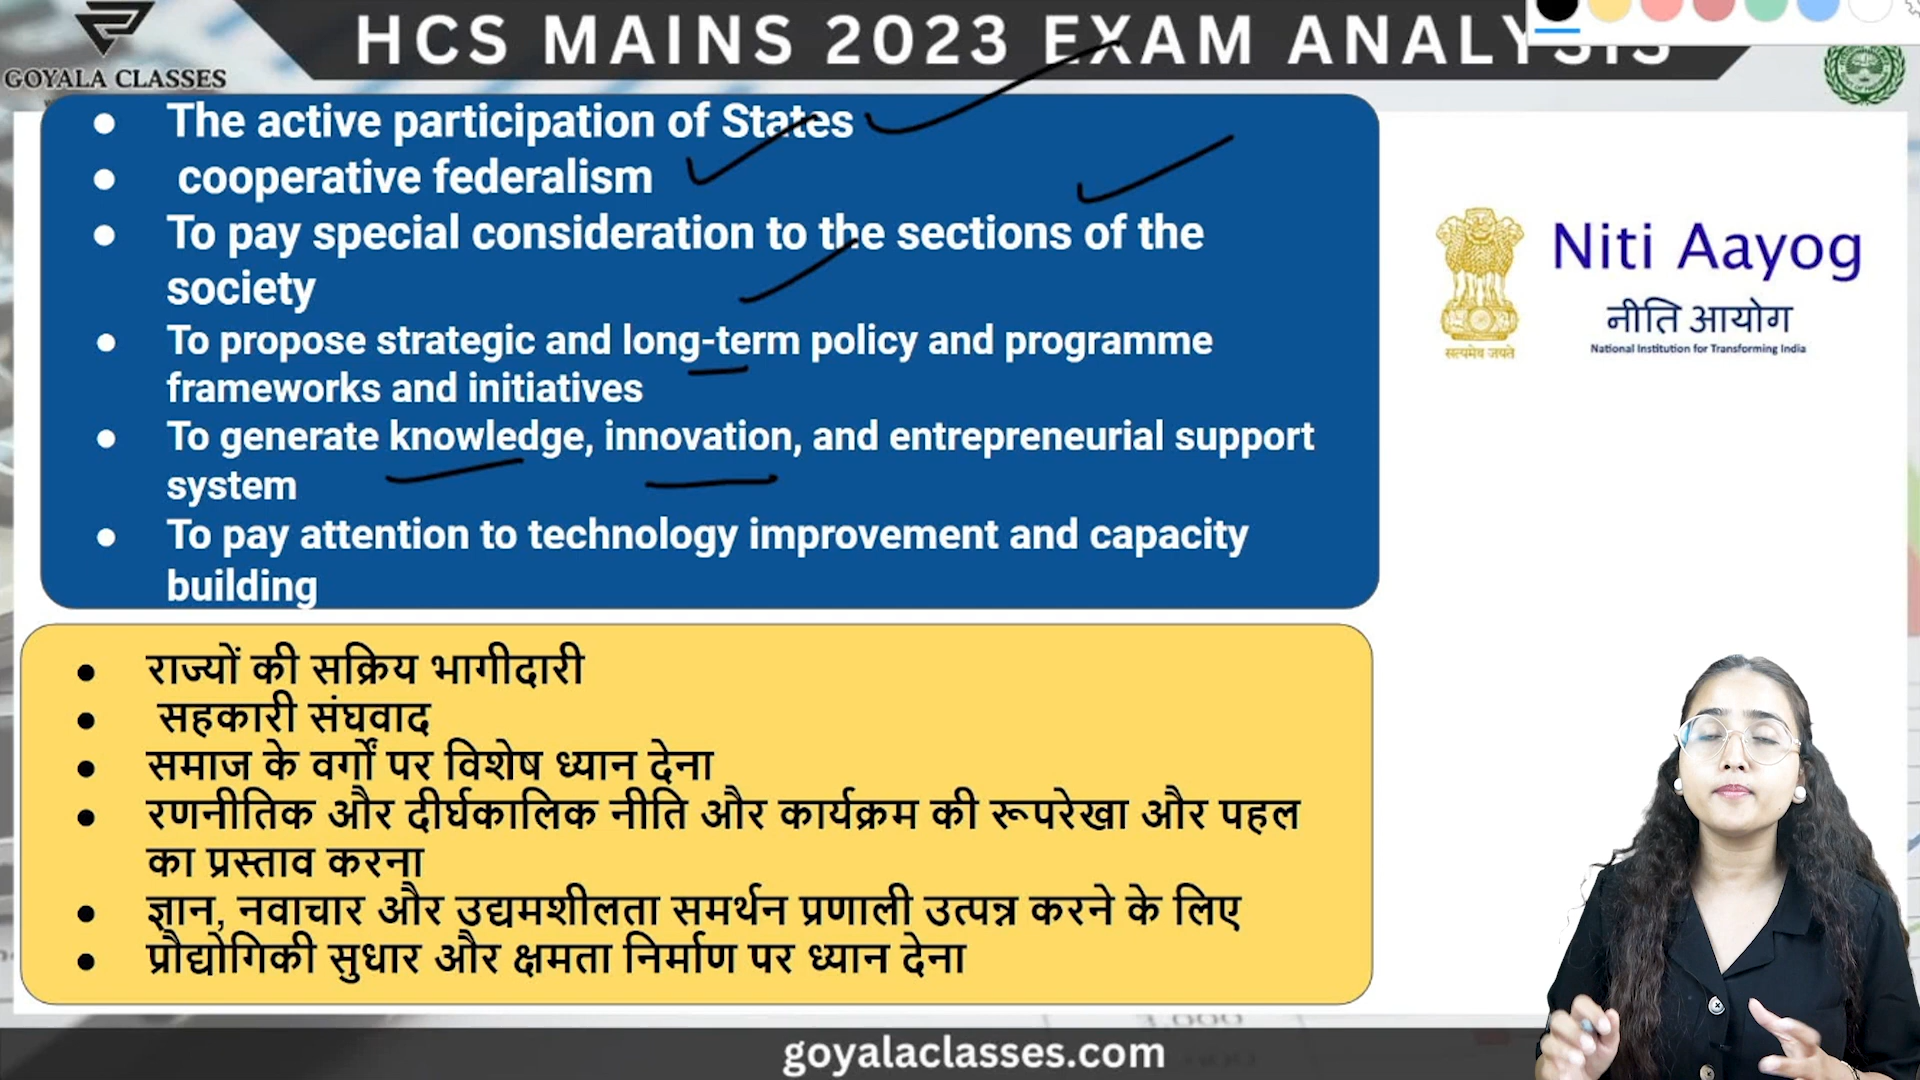 GOYALA CLASSES
HCS MAINS 2023 EXAM ANALYSIS
The active participation of States
cooperative federalism
To pay special consideration to the sections of the
society
To propose strategic and long-term policy and programme
frameworks and initiatives
To generate knowledge, innovation, and entrepreneurial support
system
To pay attention to technology improvement and capacity
building
सत्यमेव जयते
Niti Aayog
नीति आयोग
National Institution for Transforming India
राज्यों की सक्रिय भागीदारी
सहकारी संघवाद
समाज के वर्गों पर विशेष ध्यान देना
रणनीतिक और दीर्घकालिक नीति और कार्यक्रम की रूपरेखा और पहल
का प्रस्ताव करना
ज्ञान, नवाचार और उद्यमशीलता समर्थन प्रणाली उत्पन्न करने के लिए
प्रौद्योगिकी सुधार और क्षमता निर्माण पर ध्यान देना
goyalaclasses.com